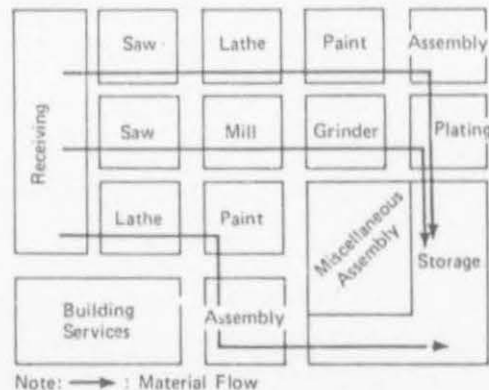 Receiving
Saw
Lathe
Paint
Assembly
Saw
Mill
Grinder
Plating
Lathe
Paint
Miscellaneous
Assembly
Storage
Building
Services
Assembly
Note: → : Material Flow